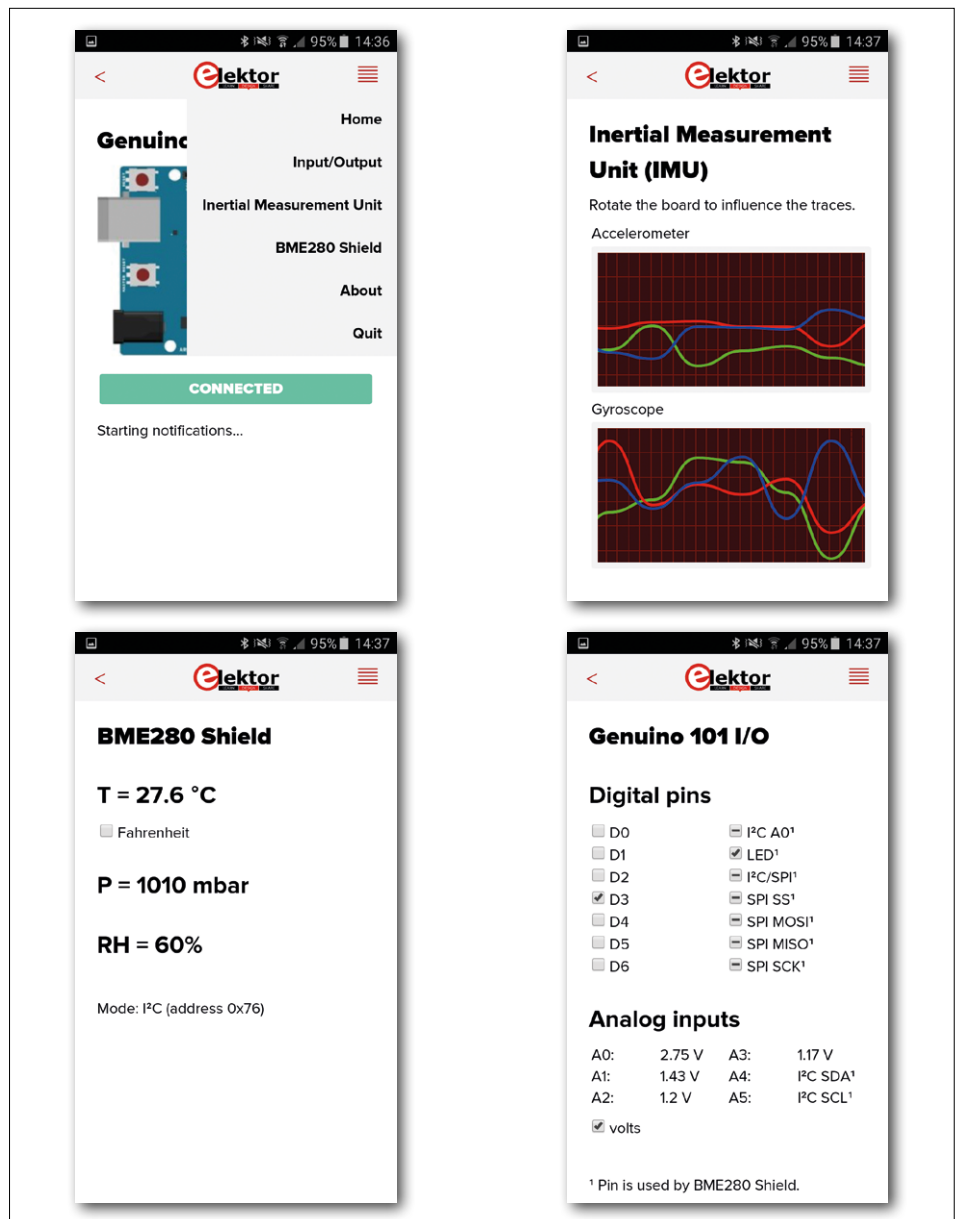 95% 14:36
< elektor
Genuino
Home
Input/Output
Inertial Measurement Unit
BME280 Shield
About
Quit
CONNECTED
Starting notifications...
95% 14:37
< elektor
Inertial Measurement
Unit (IMU)
Rotate the board to influence the traces.
Accelerometer
Gyroscope
95% 14:37
< elektor
BME280 Shield
T = 27.6 °C
Fahrenheit
P = 1010 mbar
RH = 60%
Mode: I²C (address 0x76)
95% 14:37
< elektor
Genuino 101 I/O
Digital pins
D0 I²C A0¹
D1 LED¹
D2 I²C/SPI¹
D3 SPI SS¹
D4 SPI MOSI¹
D5 SPI MISO¹
D6 SPI SCK¹
Analog inputs
A0: 2.75 V A3: 1.17 V
A1: 1.43 V A4: I²C SDA¹
A2: 1.2 V A5: I²C SCL¹
volts
¹ Pin is used by BME280 Shield.